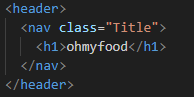 <header>
  <nav class="Title">
    <h1>ohmyfood</h1>
  </nav>
</header>